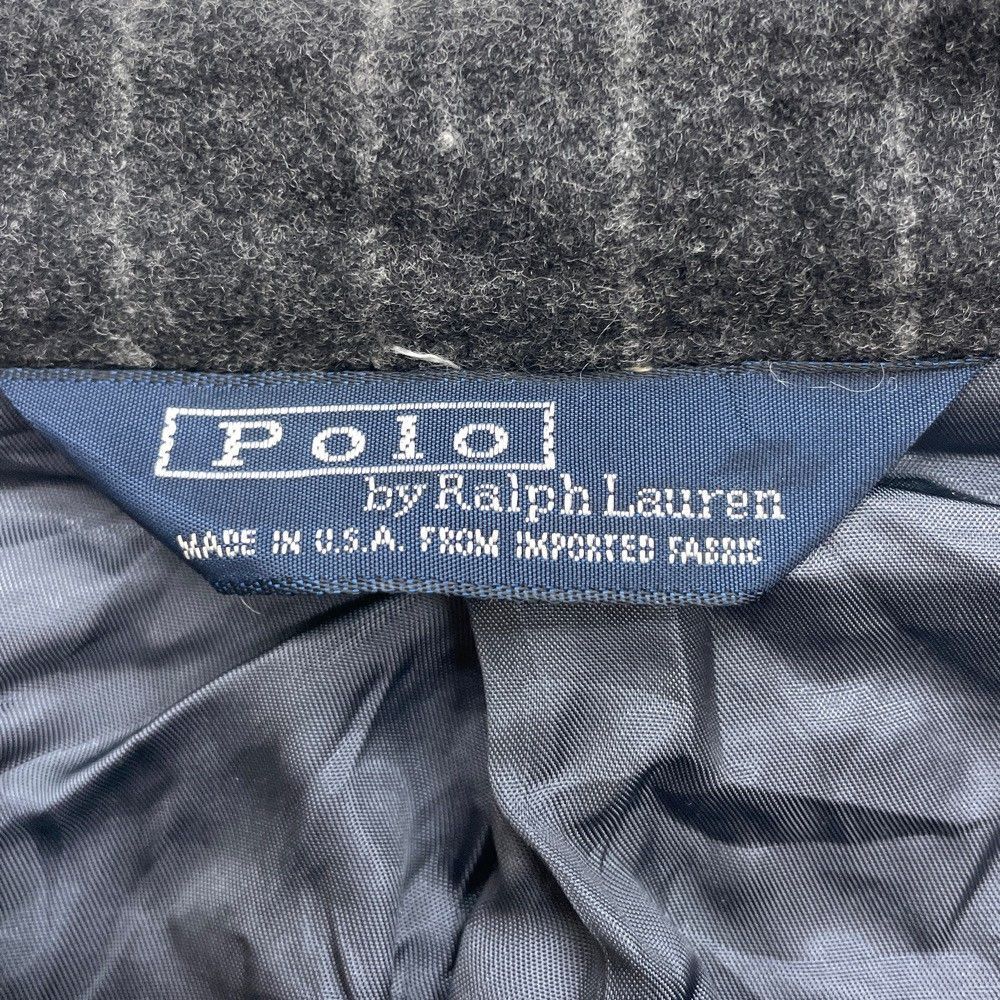 Polo
by Ralph Lauren
MADE IN U.S.A. FROM IMPORTED FABRIC